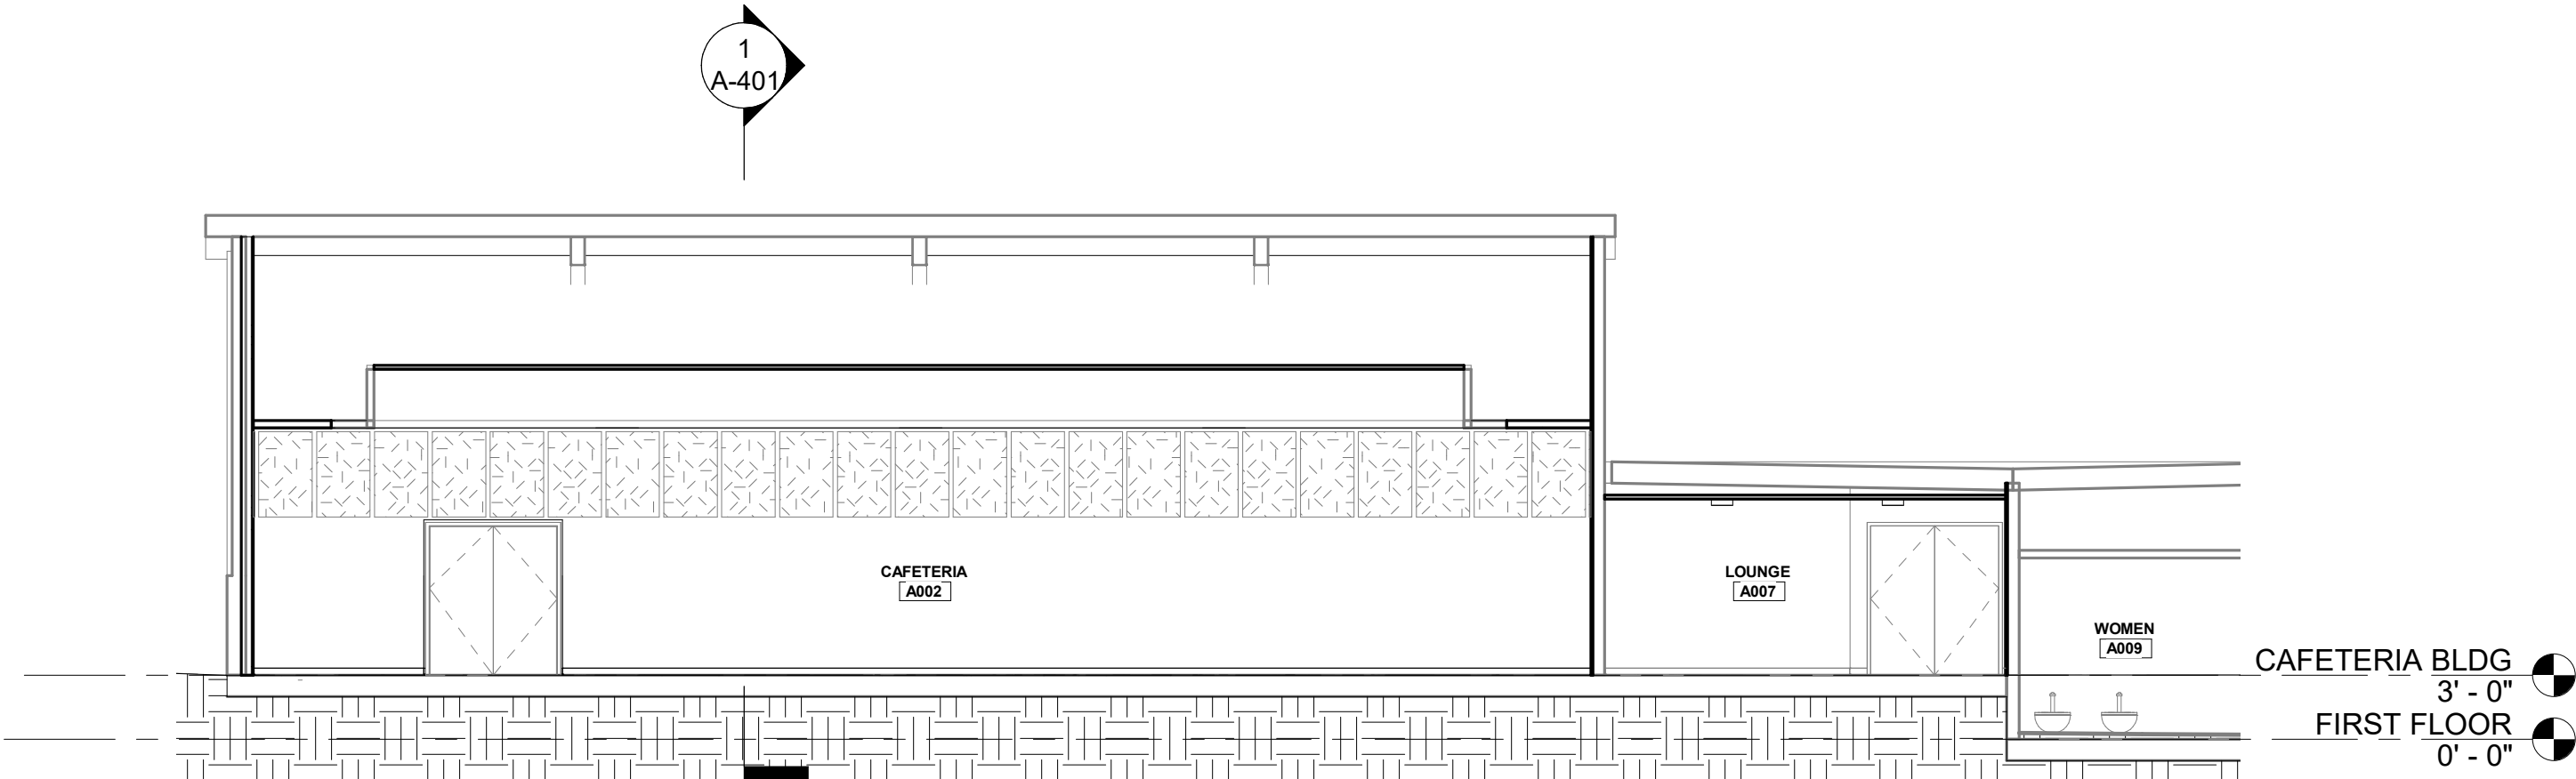 1
A-401
CAFETERIA
A002
LOUNGE
A007
WOMEN
A009
CAFETERIA BLDG
3' - 0"
FIRST FLOOR
0' - 0"